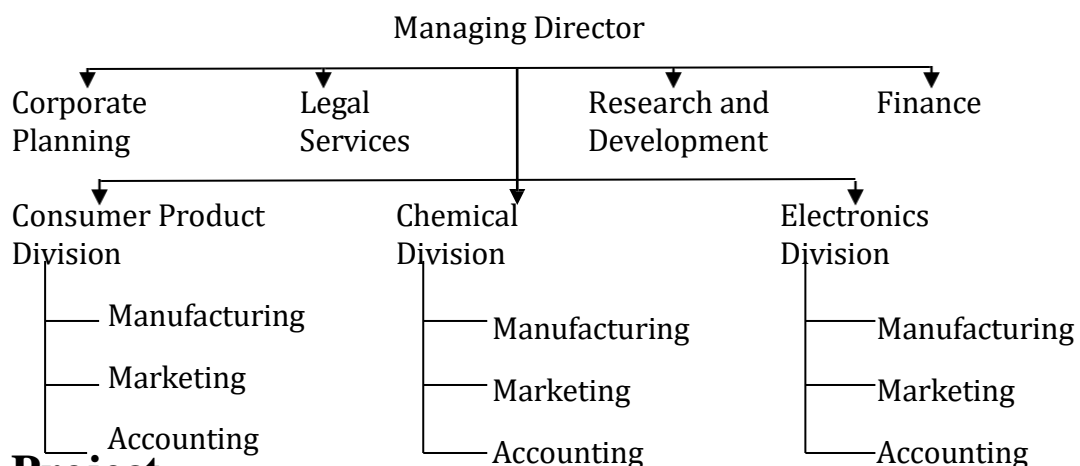 Managing Director
Corporate Legal Research and Finance
Planning Services Development
Consumer Product Chemical Electronics
Division Division Division
Manufacturing Manufacturing Manufacturing
Marketing Marketing Marketing
Accounting Accounting Accounting
Project